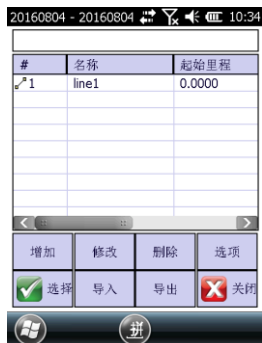 20160804 - 20160804 10:34
# 名称 起始里程
1 line1 0.0000
增加 修改 删除 选项
选择 导入 导出 关闭
拼